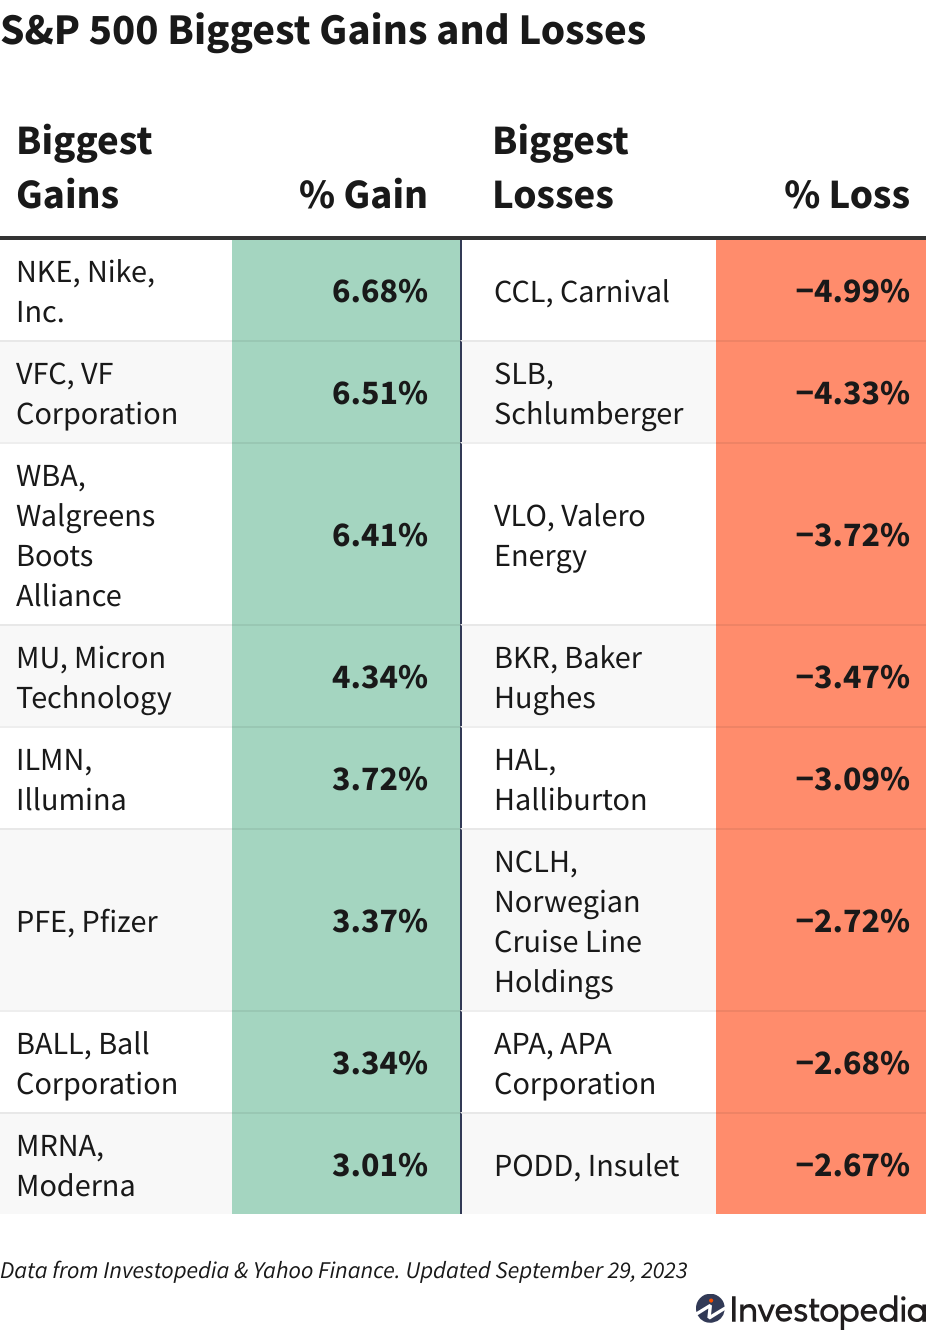 S&P 500 Biggest Gains and Losses
Biggest
Gains
% Gain
Biggest
Losses
% Loss
NKE, Nike,
Inc.
6.68%
CCL, Carnival
−4.99%
VFC, VF
Corporation
6.51%
SLB,
Schlumberger
−4.33%
WBA,
Walgreens
Boots
Alliance
6.41%
VLO, Valero
Energy
−3.72%
MU, Micron
Technology
4.34%
BKR, Baker
Hughes
−3.47%
ILMN,
Illumina
3.72%
HAL,
Halliburton
−3.09%
PFE, Pfizer
3.37%
NCLH,
Norwegian
Cruise Line
Holdings
−2.72%
BALL, Ball
Corporation
3.34%
APA, APA
Corporation
−2.68%
MRNA,
Moderna
3.01%
PODD, Insulet
−2.67%
Data from Investopedia & Yahoo Finance. Updated September 29, 2023
Investopedia